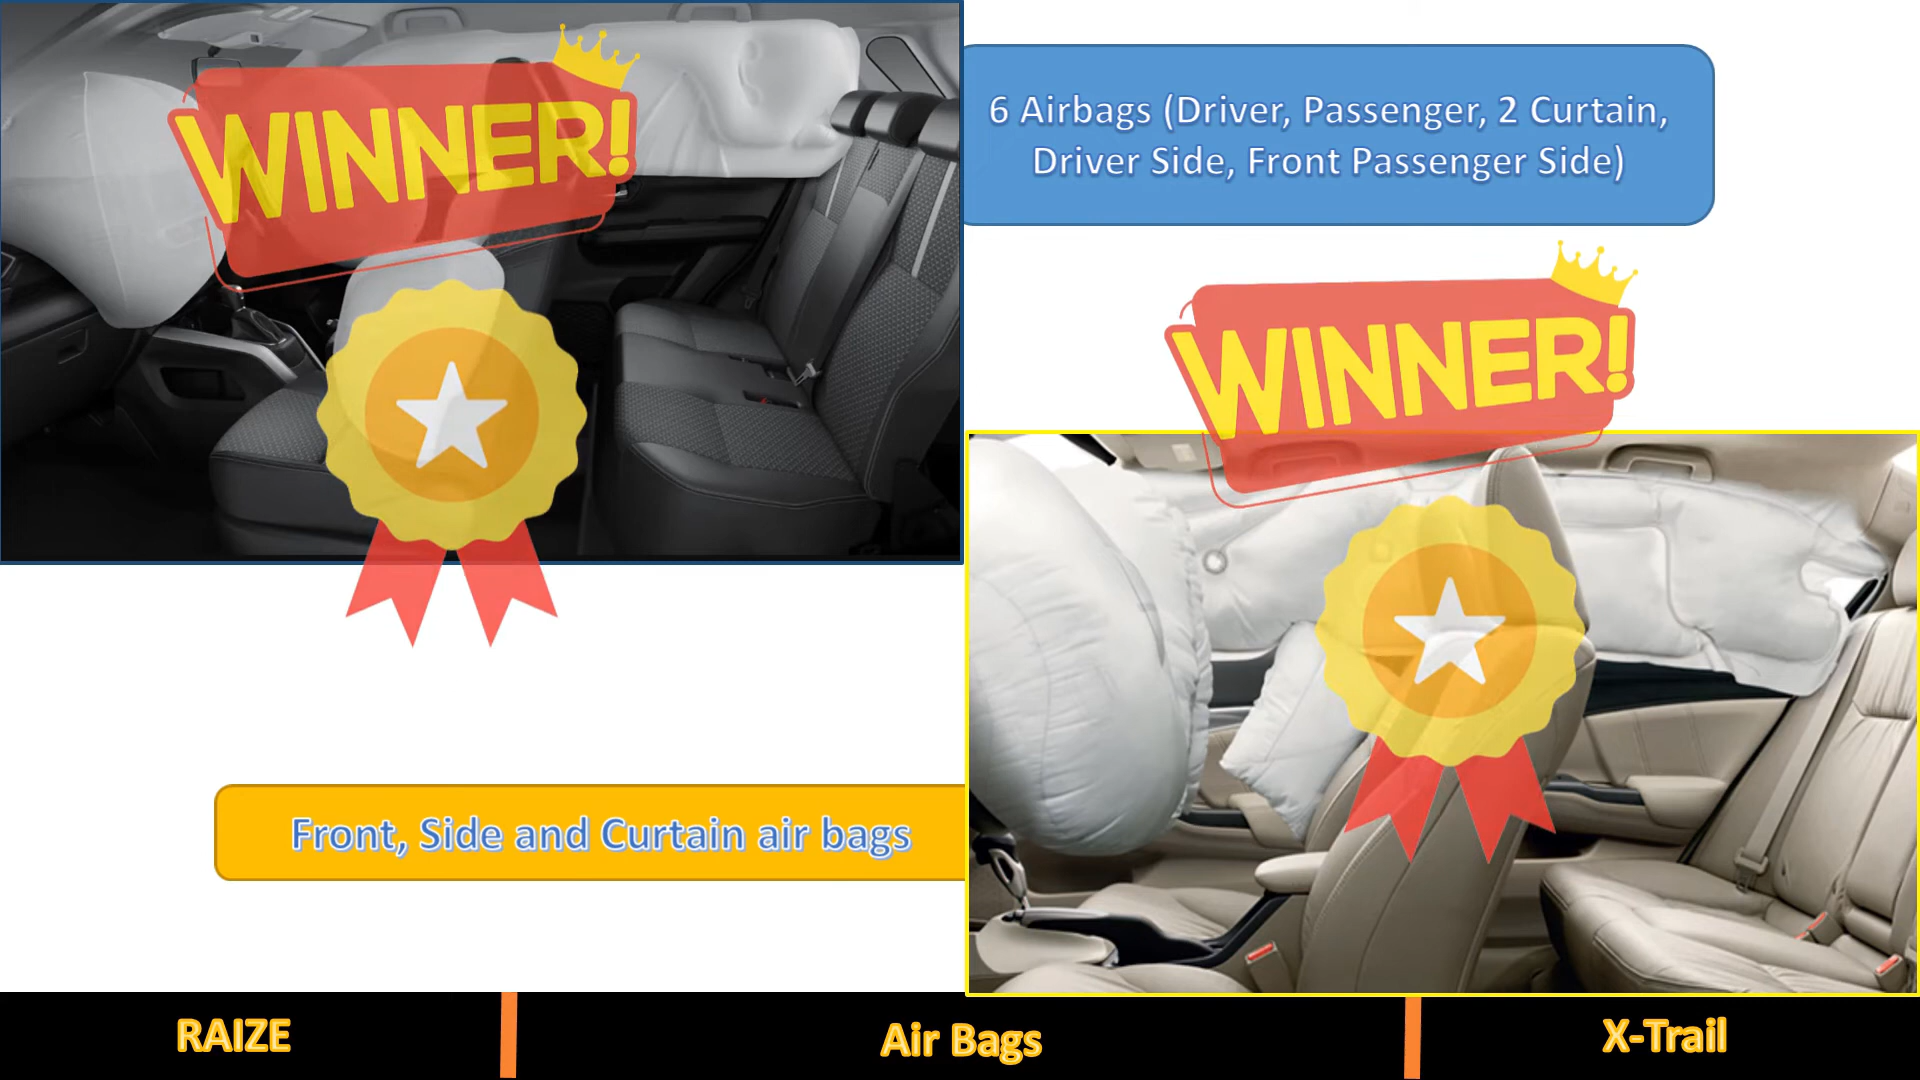 WINNER!
6 Airbags (Driver, Passenger, 2 Curtain,
Driver Side, Front Passenger Side)
WINNER!
Front, Side and Curtain air bags
RAIZE
Air Bags
X-Trail